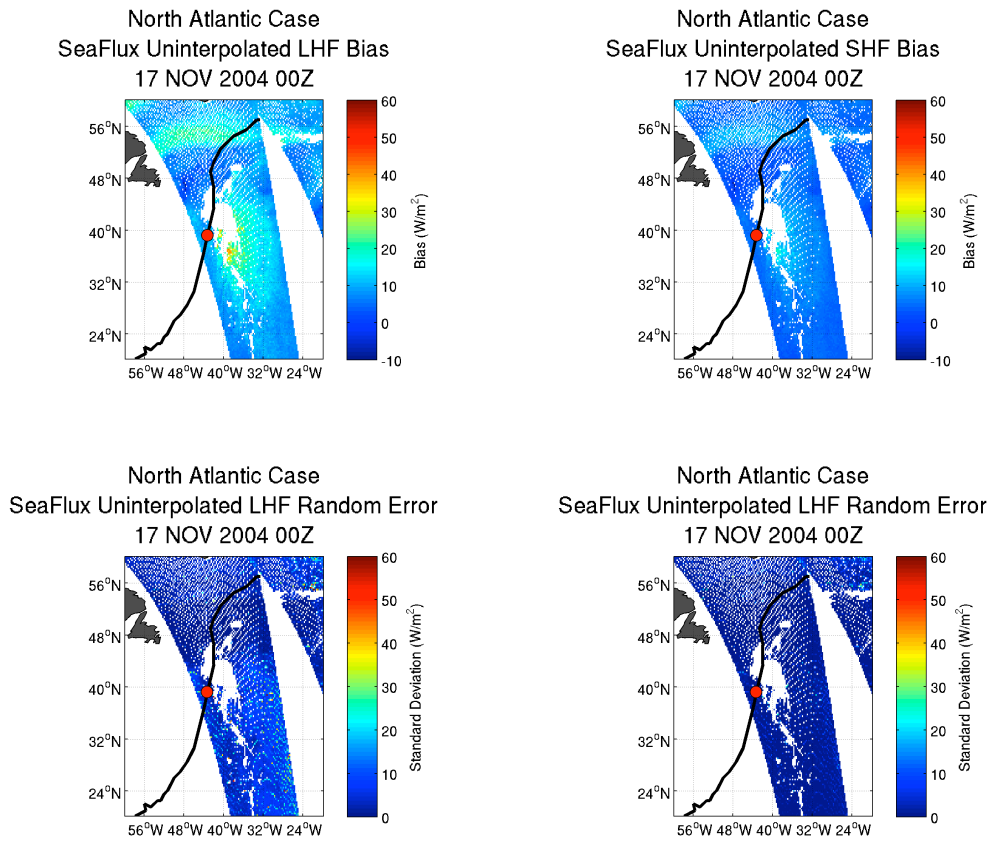 North Atlantic Case
SeaFlux Uninterpolated LHF Bias
17 NOV 2004 00Z
56°N
48°N
40°N
32°N
24°N
56°W 48°W 40°W 32°W 24°W
60
50
40
30
20
10
0
-10
Bias (W/m²)
North Atlantic Case
SeaFlux Uninterpolated SHF Bias
17 NOV 2004 00Z
56°N
48°N
40°N
32°N
24°N
56°W 48°W 40°W 32°W 24°W
60
50
40
30
20
10
0
-10
Bias (W/m²)
North Atlantic Case
SeaFlux Uninterpolated LHF Random Error
17 NOV 2004 00Z
56°N
48°N
40°N
32°N
24°N
56°W 48°W 40°W 32°W 24°W
60
50
40
30
20
10
0
Standard Deviation (W/m²)
North Atlantic Case
SeaFlux Uninterpolated LHF Random Error
17 NOV 2004 00Z
56°N
48°N
40°N
32°N
24°N
56°W 48°W 40°W 32°W 24°W
60
50
40
30
20
10
0
Standard Deviation (W/m²)